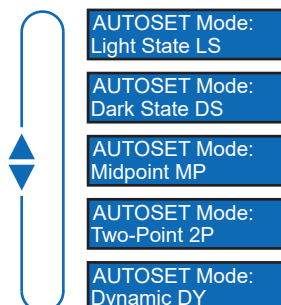 AUTOSET Mode:
Light State LS
AUTOSET Mode:
Dark State DS
AUTOSET Mode:
Midpoint MP
AUTOSET Mode:
Two-Point 2P
AUTOSET Mode:
Dynamic DY